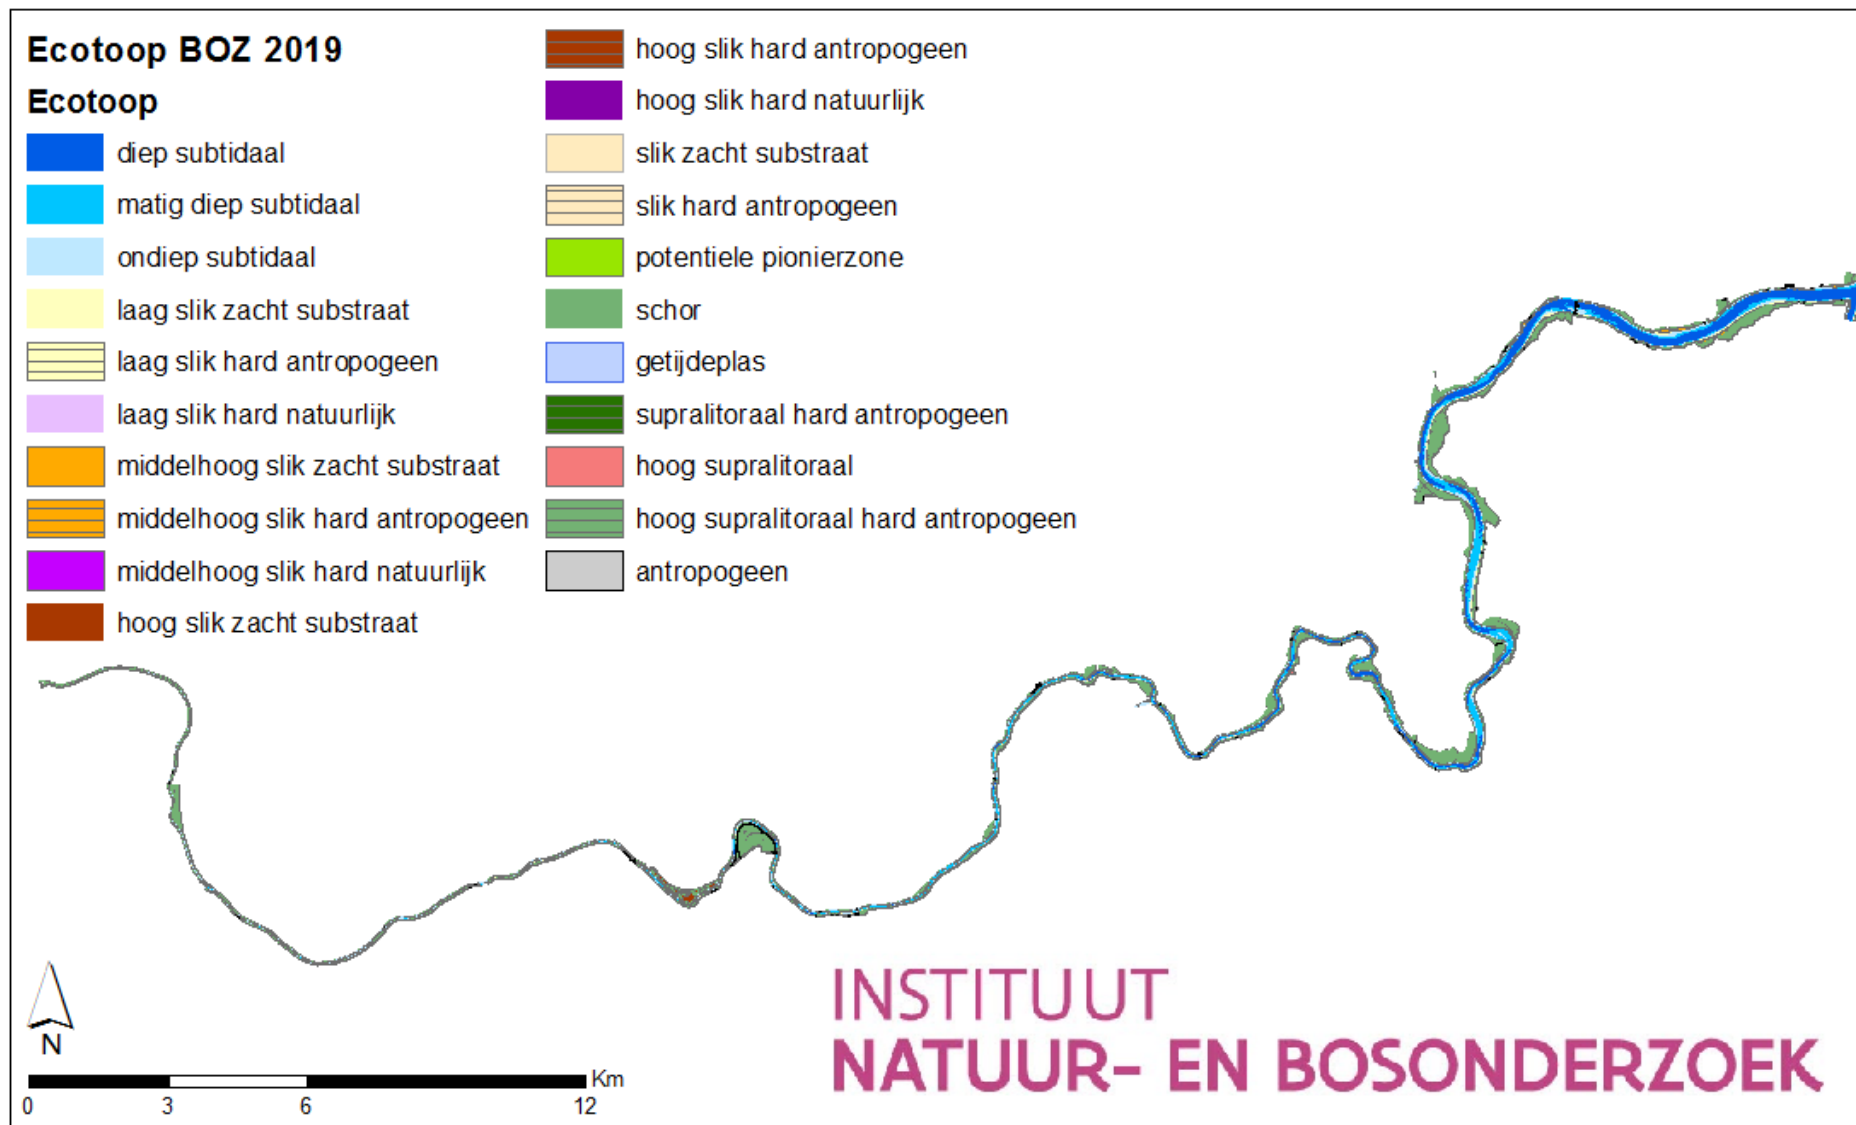 Ecotoop BOZ 2019
Ecotoop
diep subtidaal
matig diep subtidaal
ondiep subtidaal
laag slik zacht substraat
laag slik hard antropogeen
laag slik hard natuurlijk
middelhoog slik zacht substraat
middelhoog slik hard antropogeen
middelhoog slik hard natuurlijk
hoog slik zacht substraat
hoog slik hard antropogeen
hoog slik hard natuurlijk
slik zacht substraat
slik hard antropogeen
potentiele pionierzone
schor
getijdeplas
supralitoraal hard antropogeen
hoog supralitoraal
hoog supralitoraal hard antropogeen
antropogeen
N
Km
0 3 6 12
INSTITUUT
NATUUR- EN BOSONDERZOEK